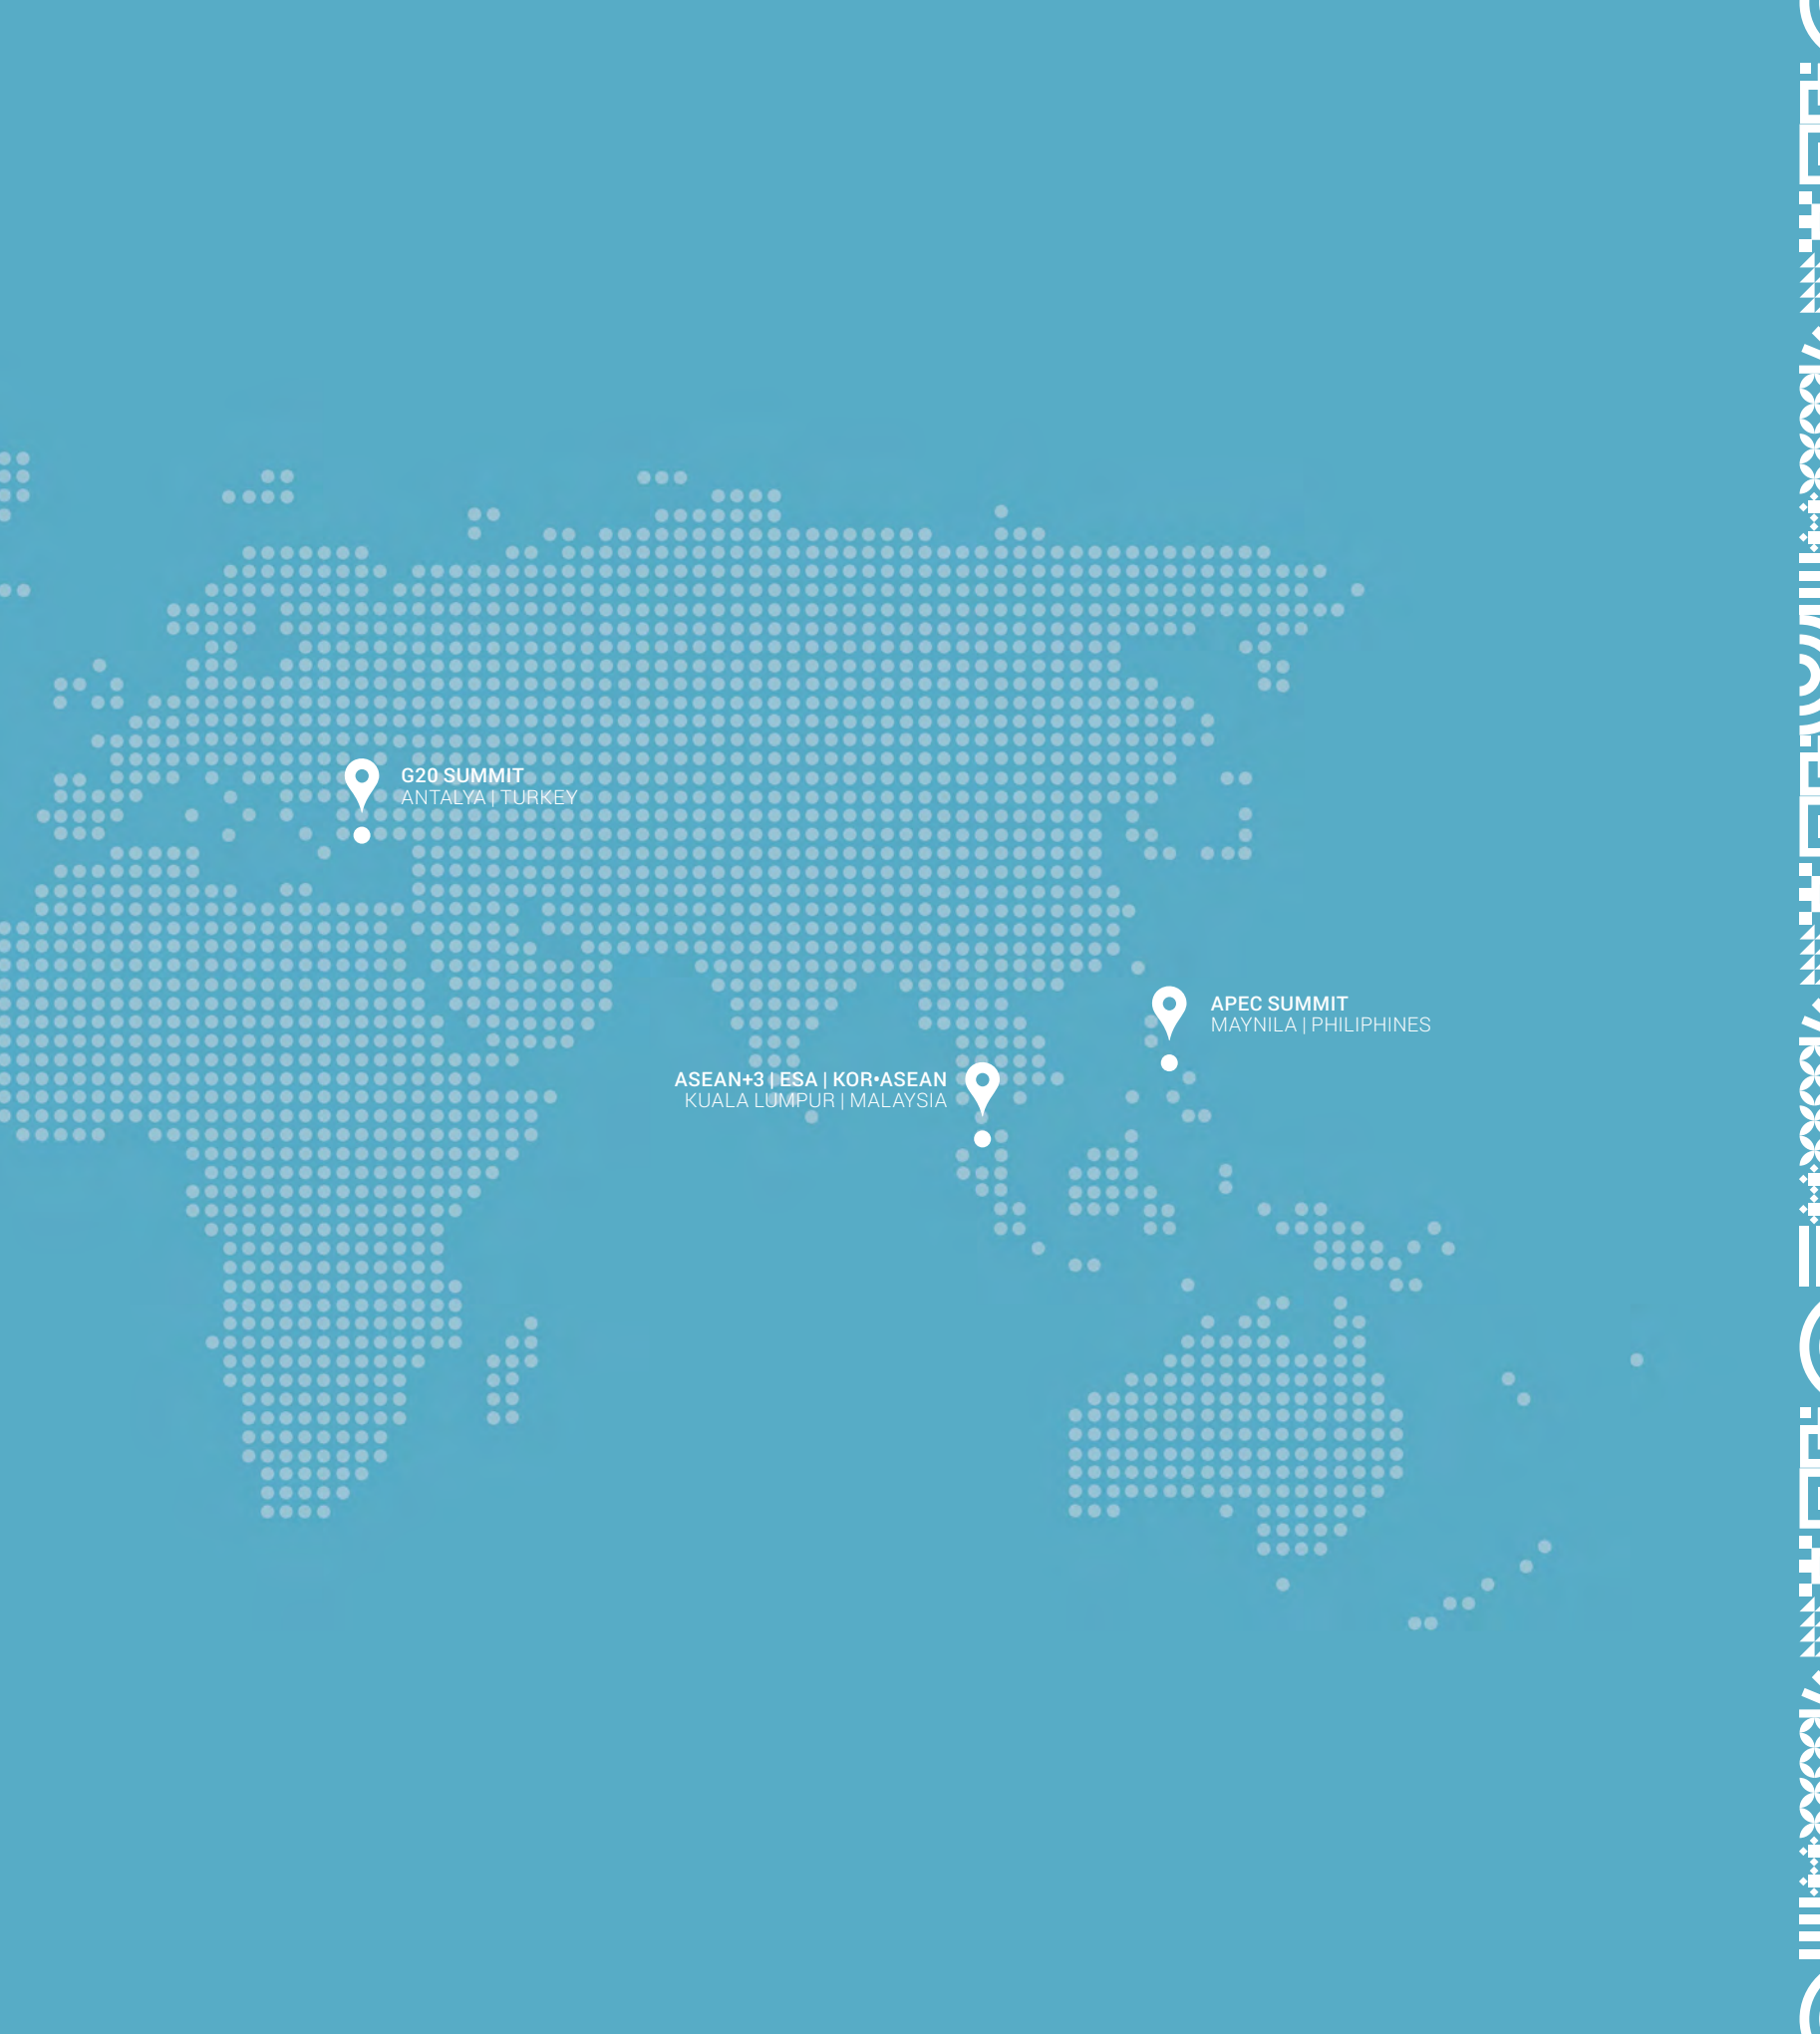 G20 SUMMIT
ANTALYA | TURKEY
APEC SUMMIT
MAYNILA | PHILIPHINES
ASEAN+3 | ESA | KOR•ASEAN
KUALA LUMPUR | MALAYSIA